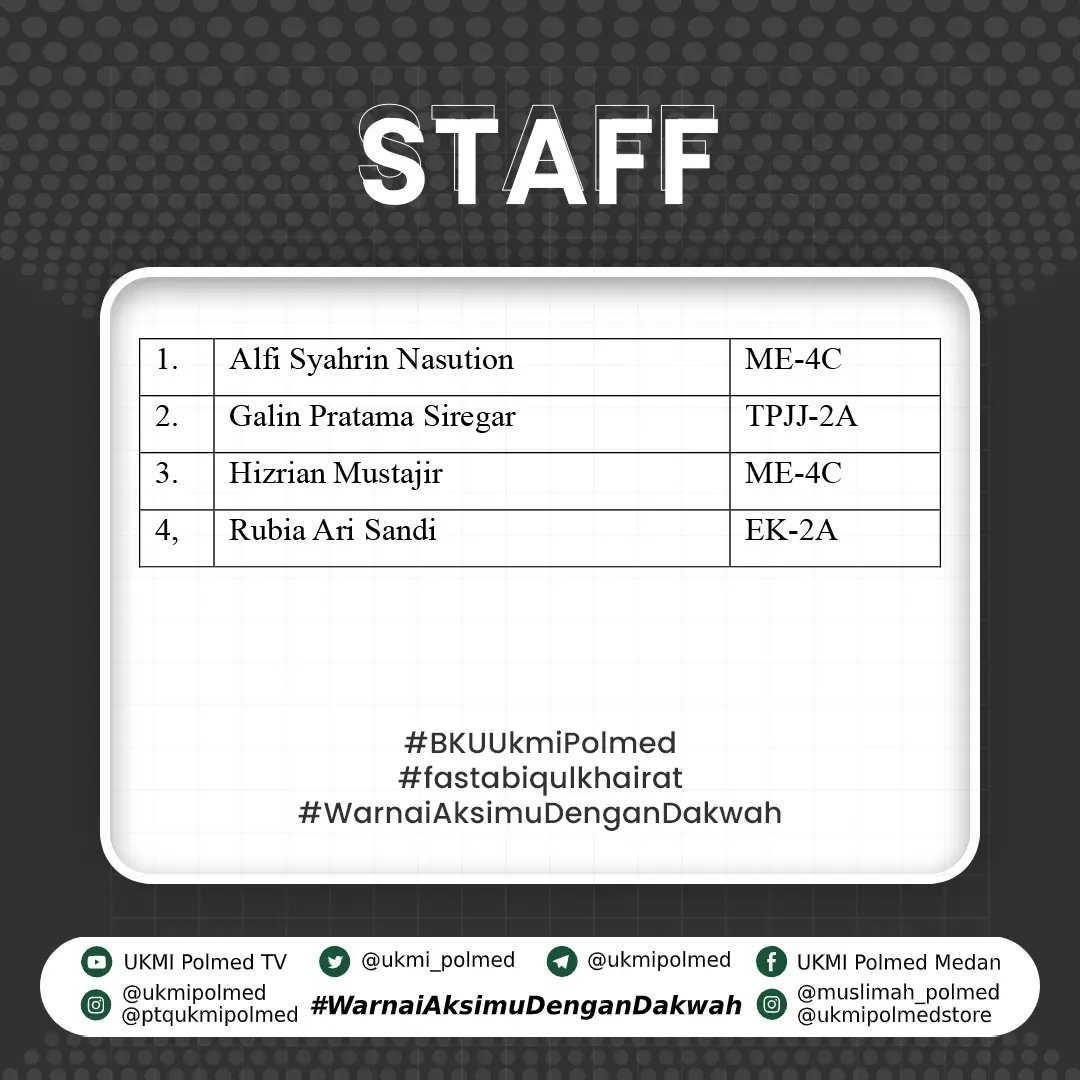 STAFF
1. Alfi Syahrin Nasution ME-4C
2. Galin Pratama Siregar TPJJ-2A
3. Hizrian Mustajir ME-4C
4, Rubia Ari Sandi EK-2A
#BKUUkmiPolmed
#fastabiqulkhairat
#WarnaiAksimuDenganDakwah
UKMI Polmed TV @ukmi_polmed @ukmipolmed UKMI Polmed Medan
@ukmipolmed
@ptqukmipolmed
#WarnaiAksimuDenganDakwah
@muslimah_polmed
@ukmipolmedstore